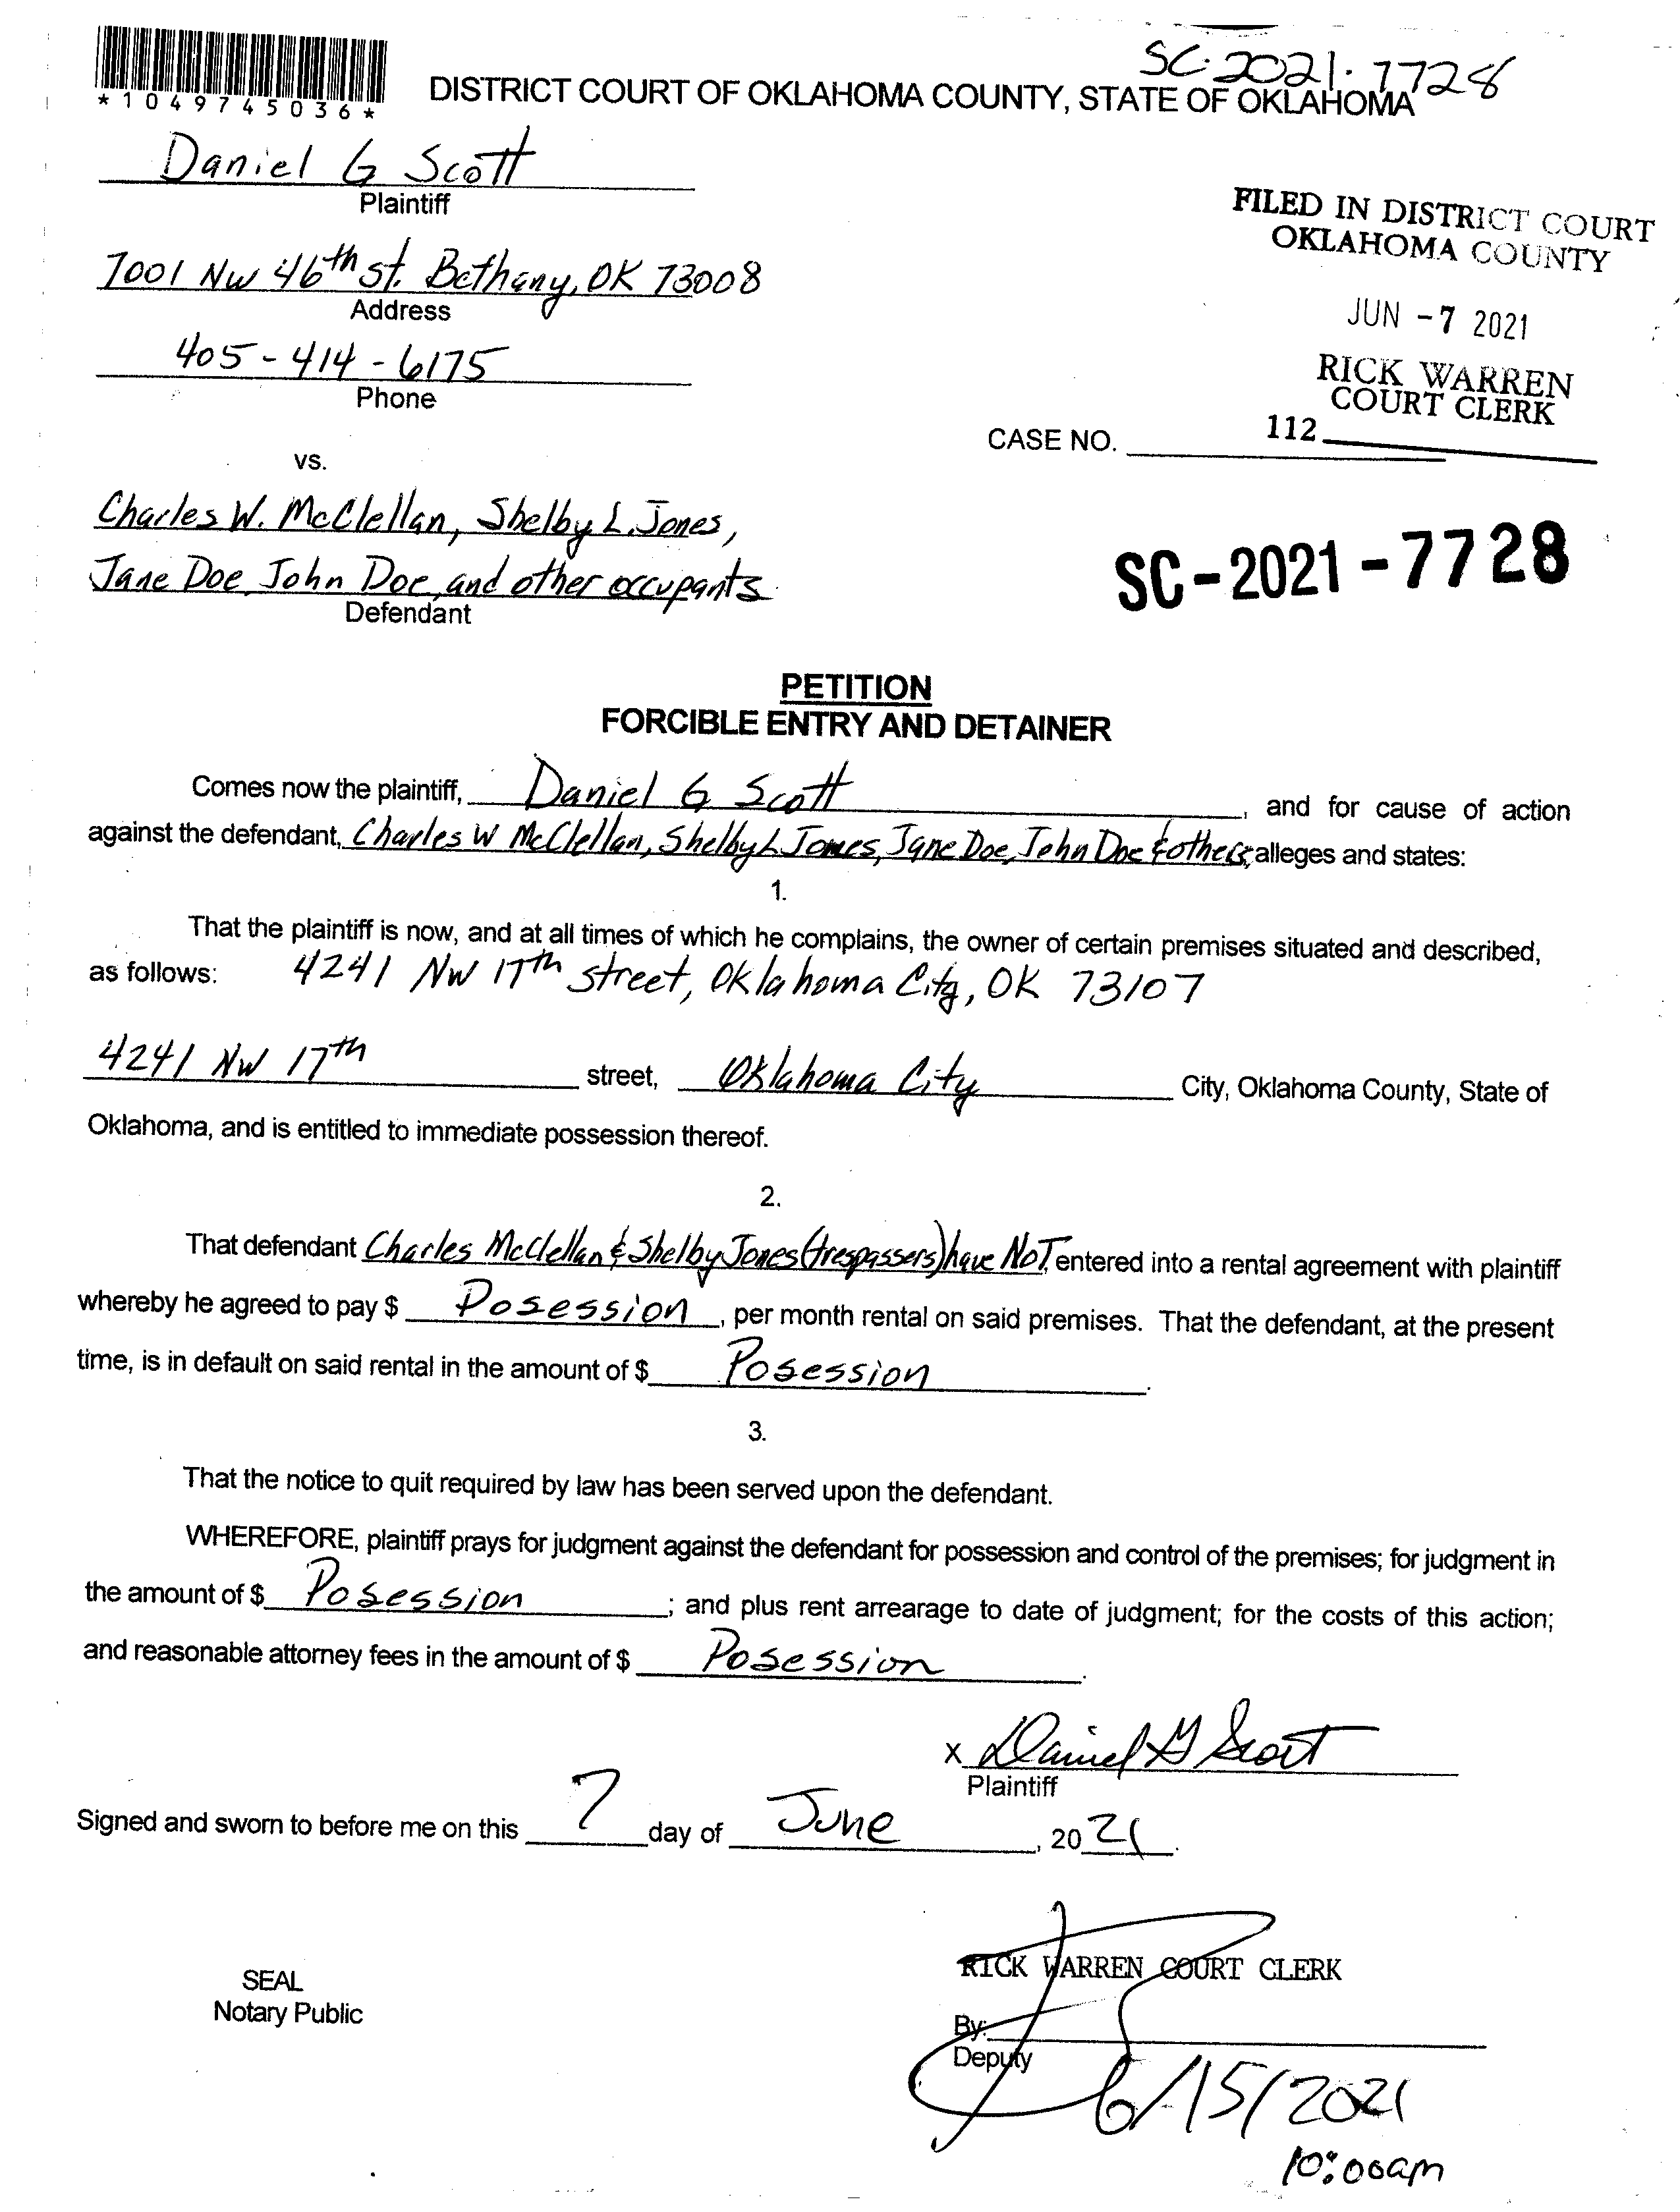 SC-2021-7728
*1049745036*
DISTRICT COURT OF OKLAHOMA COUNTY, STATE OF OKLAHOMA
Daniel G Scott
Plaintiff
7001 NW 46th st. Bethany, OK 73008
Address
405-414-6175
Phone
FILED IN DISTRICT COURT
OKLAHOMA COUNTY
JUN -7 2021
RICK WARREN
COURT CLERK
CASE NO. 112
vs.
Charles W. McClellan, Shelby L. Jones,
Jane Doe, John Doe, and other occupants
Defendant
SC-2021-7728
PETITION
FORCIBLE ENTRY AND DETAINER
Comes now the plaintiff, Daniel G Scott, and for cause of action
against the defendant, Charles W McClellan, Shelby L Jones, Jane Doe, John Doe & others, alleges and states:
1.
That the plaintiff is now, and at all times of which he complains, the owner of certain premises situated and described,
as follows: 4241 NW 17th street, Oklahoma City, OK 73107
4241 NW 17th street, Oklahoma City City, Oklahoma County, State of
Oklahoma, and is entitled to immediate possession thereof.
2.
That defendant Charles McClellan & Shelby Jones (trespassers) have NOT entered into a rental agreement with plaintiff
whereby he agreed to pay $ Posession, per month rental on said premises. That the defendant, at the present
time, is in default on said rental in the amount of $ Posession.
3.
That the notice to quit required by law has been served upon the defendant.
WHEREFORE, plaintiff prays for judgment against the defendant for possession and control of the premises; for judgment in
the amount of $ Posession; and plus rent arrearage to date of judgment; for the costs of this action;
and reasonable attorney fees in the amount of $ Posession.
x Daniel G Scott
Plaintiff
Signed and sworn to before me on this 7 day of June, 2021.
SEAL
Notary Public
RICK WARREN COURT CLERK
By:
Deputy
6/15/2021
10:00am